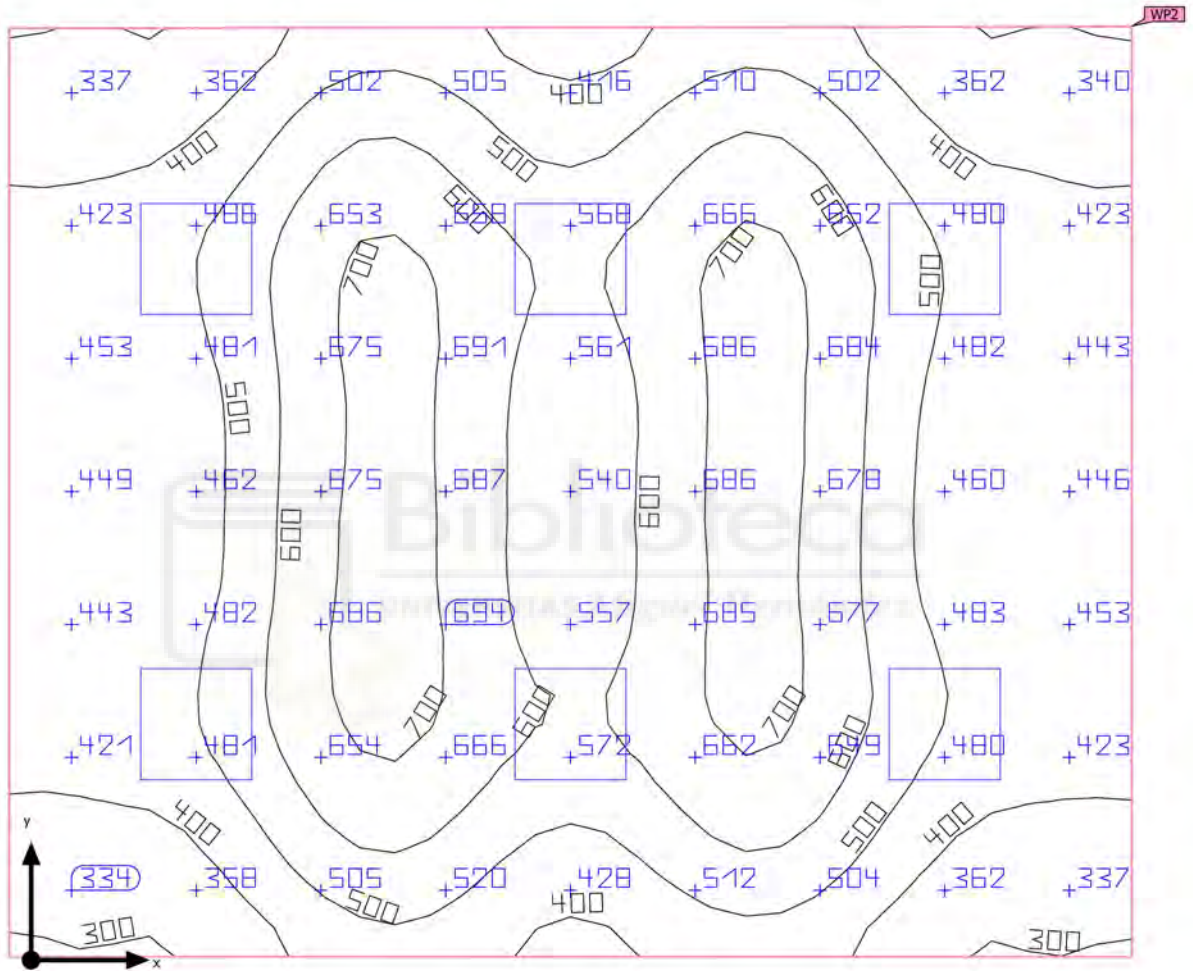 WP2
337 362 502 505 416 510 502 362 340
400
400 500 400
600 600
423 486 653 568 666 480 423
700 700 500
453 481 675 691 561 686 684 482 443
500
449 462 675 687 540 686 678 460 446
Biblioteca
600 600
UNIVERSITAS Miguel Hernández
443 482 686 694 557 685 677 483 453
700 600 700 600
421 481 654 666 572 662 480 423
400 500 400
y
334 358 505 520 428 512 504 362 337
500 400
300 300
x